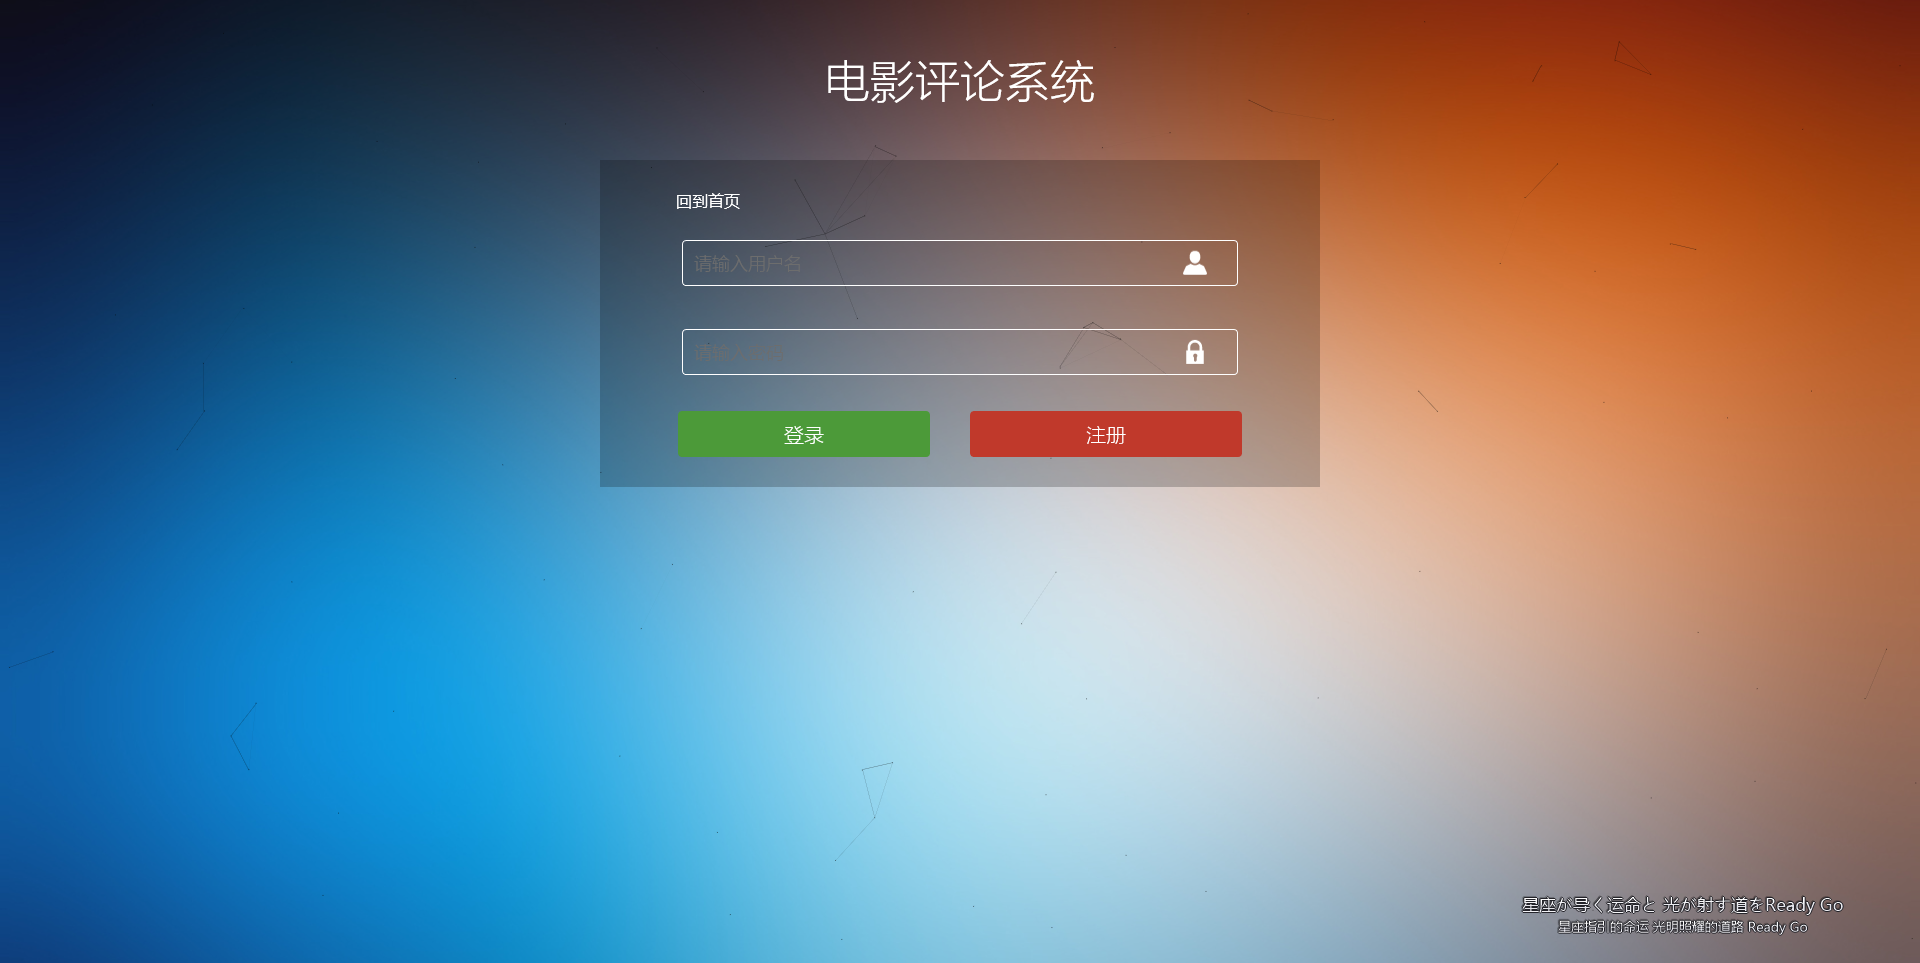 电影评论系统
回到首页
请输入用户名
请输入
登录
注册
星座が导く运命と 光が射す道をReady Go
星座指引的命运 光明照耀的道路 Ready Go